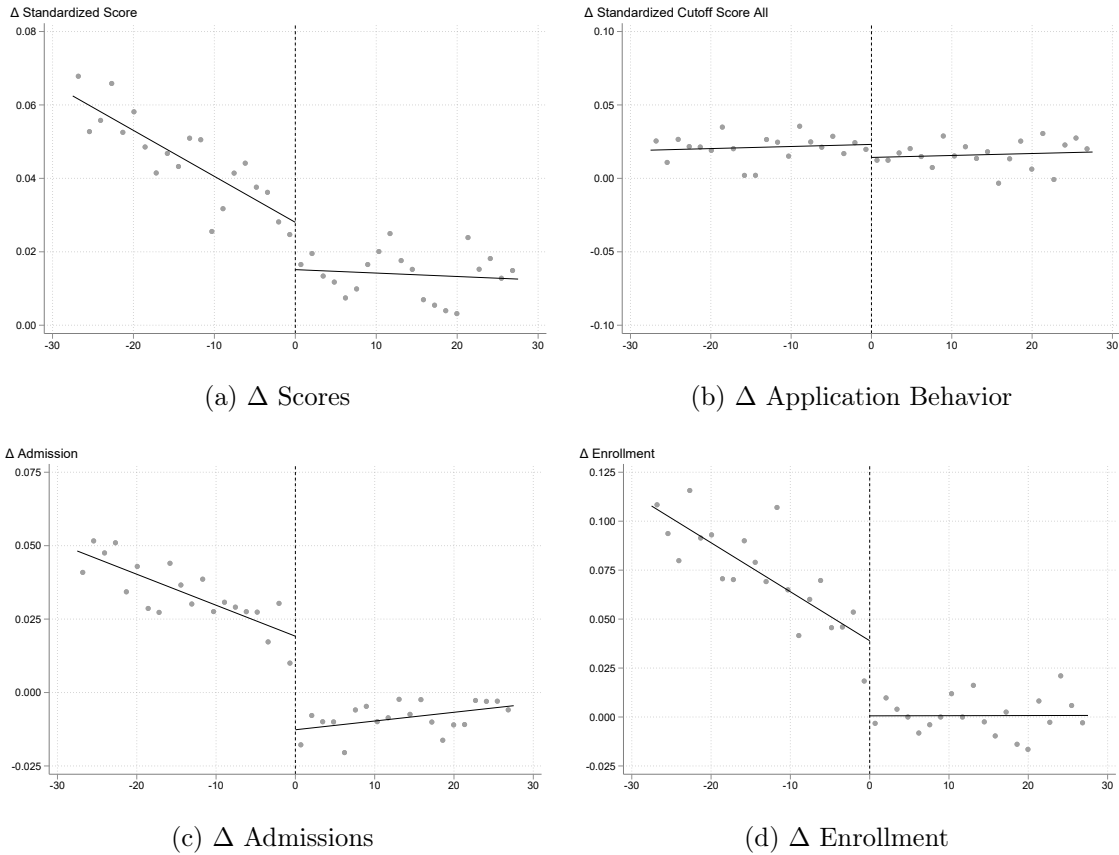 Δ Standardized Score
0.08
0.06
0.04
0.02
0.00
-30 -20 -10 0 10 20 30
(a) Δ Scores
Δ Standardized Cutoff Score All
0.10
0.05
0.00
-0.05
-0.10
-30 -20 -10 0 10 20 30
(b) Δ Application Behavior
Δ Admission
0.075
0.050
0.025
0.000
-0.025
-30 -20 -10 0 10 20 30
(c) Δ Admissions
Δ Enrollment
0.125
0.100
0.075
0.050
0.025
0.000
-0.025
-30 -20 -10 0 10 20 30
(d) Δ Enrollment